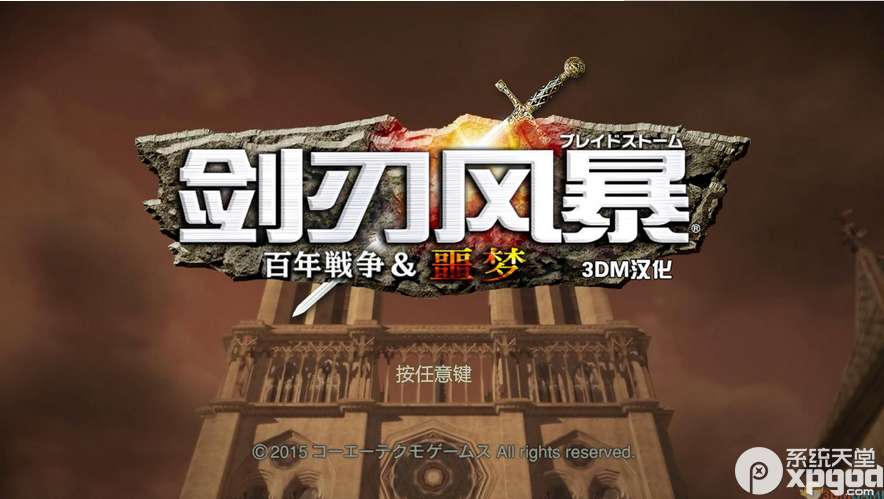 ブレイドストーム
剑刃风暴®
百年戦争 & 噩梦 3DM汉化
按任意键
©2015 コーエーテクモゲームス All rights reserved.
系统天堂
xpgod
.com